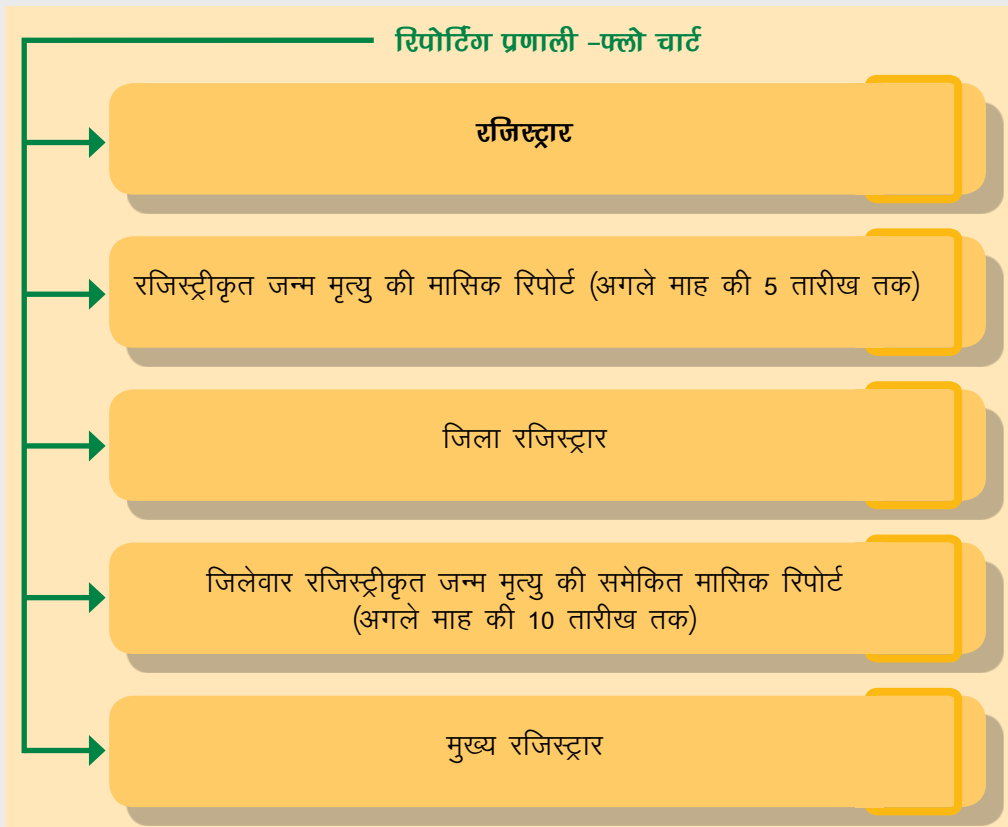 रिपोर्टिंग प्रणाली -फ्लो चार्ट
रजिस्ट्रार
रजिस्ट्रीकृत जन्म मृत्यु की मासिक रिपोर्ट (अगले माह की 5 तारीख तक)
जिला रजिस्ट्रार
जिलेवार रजिस्ट्रीकृत जन्म मृत्यु की समेकित मासिक रिपोर्ट
(अगले माह की 10 तारीख तक)
मुख्य रजिस्ट्रार